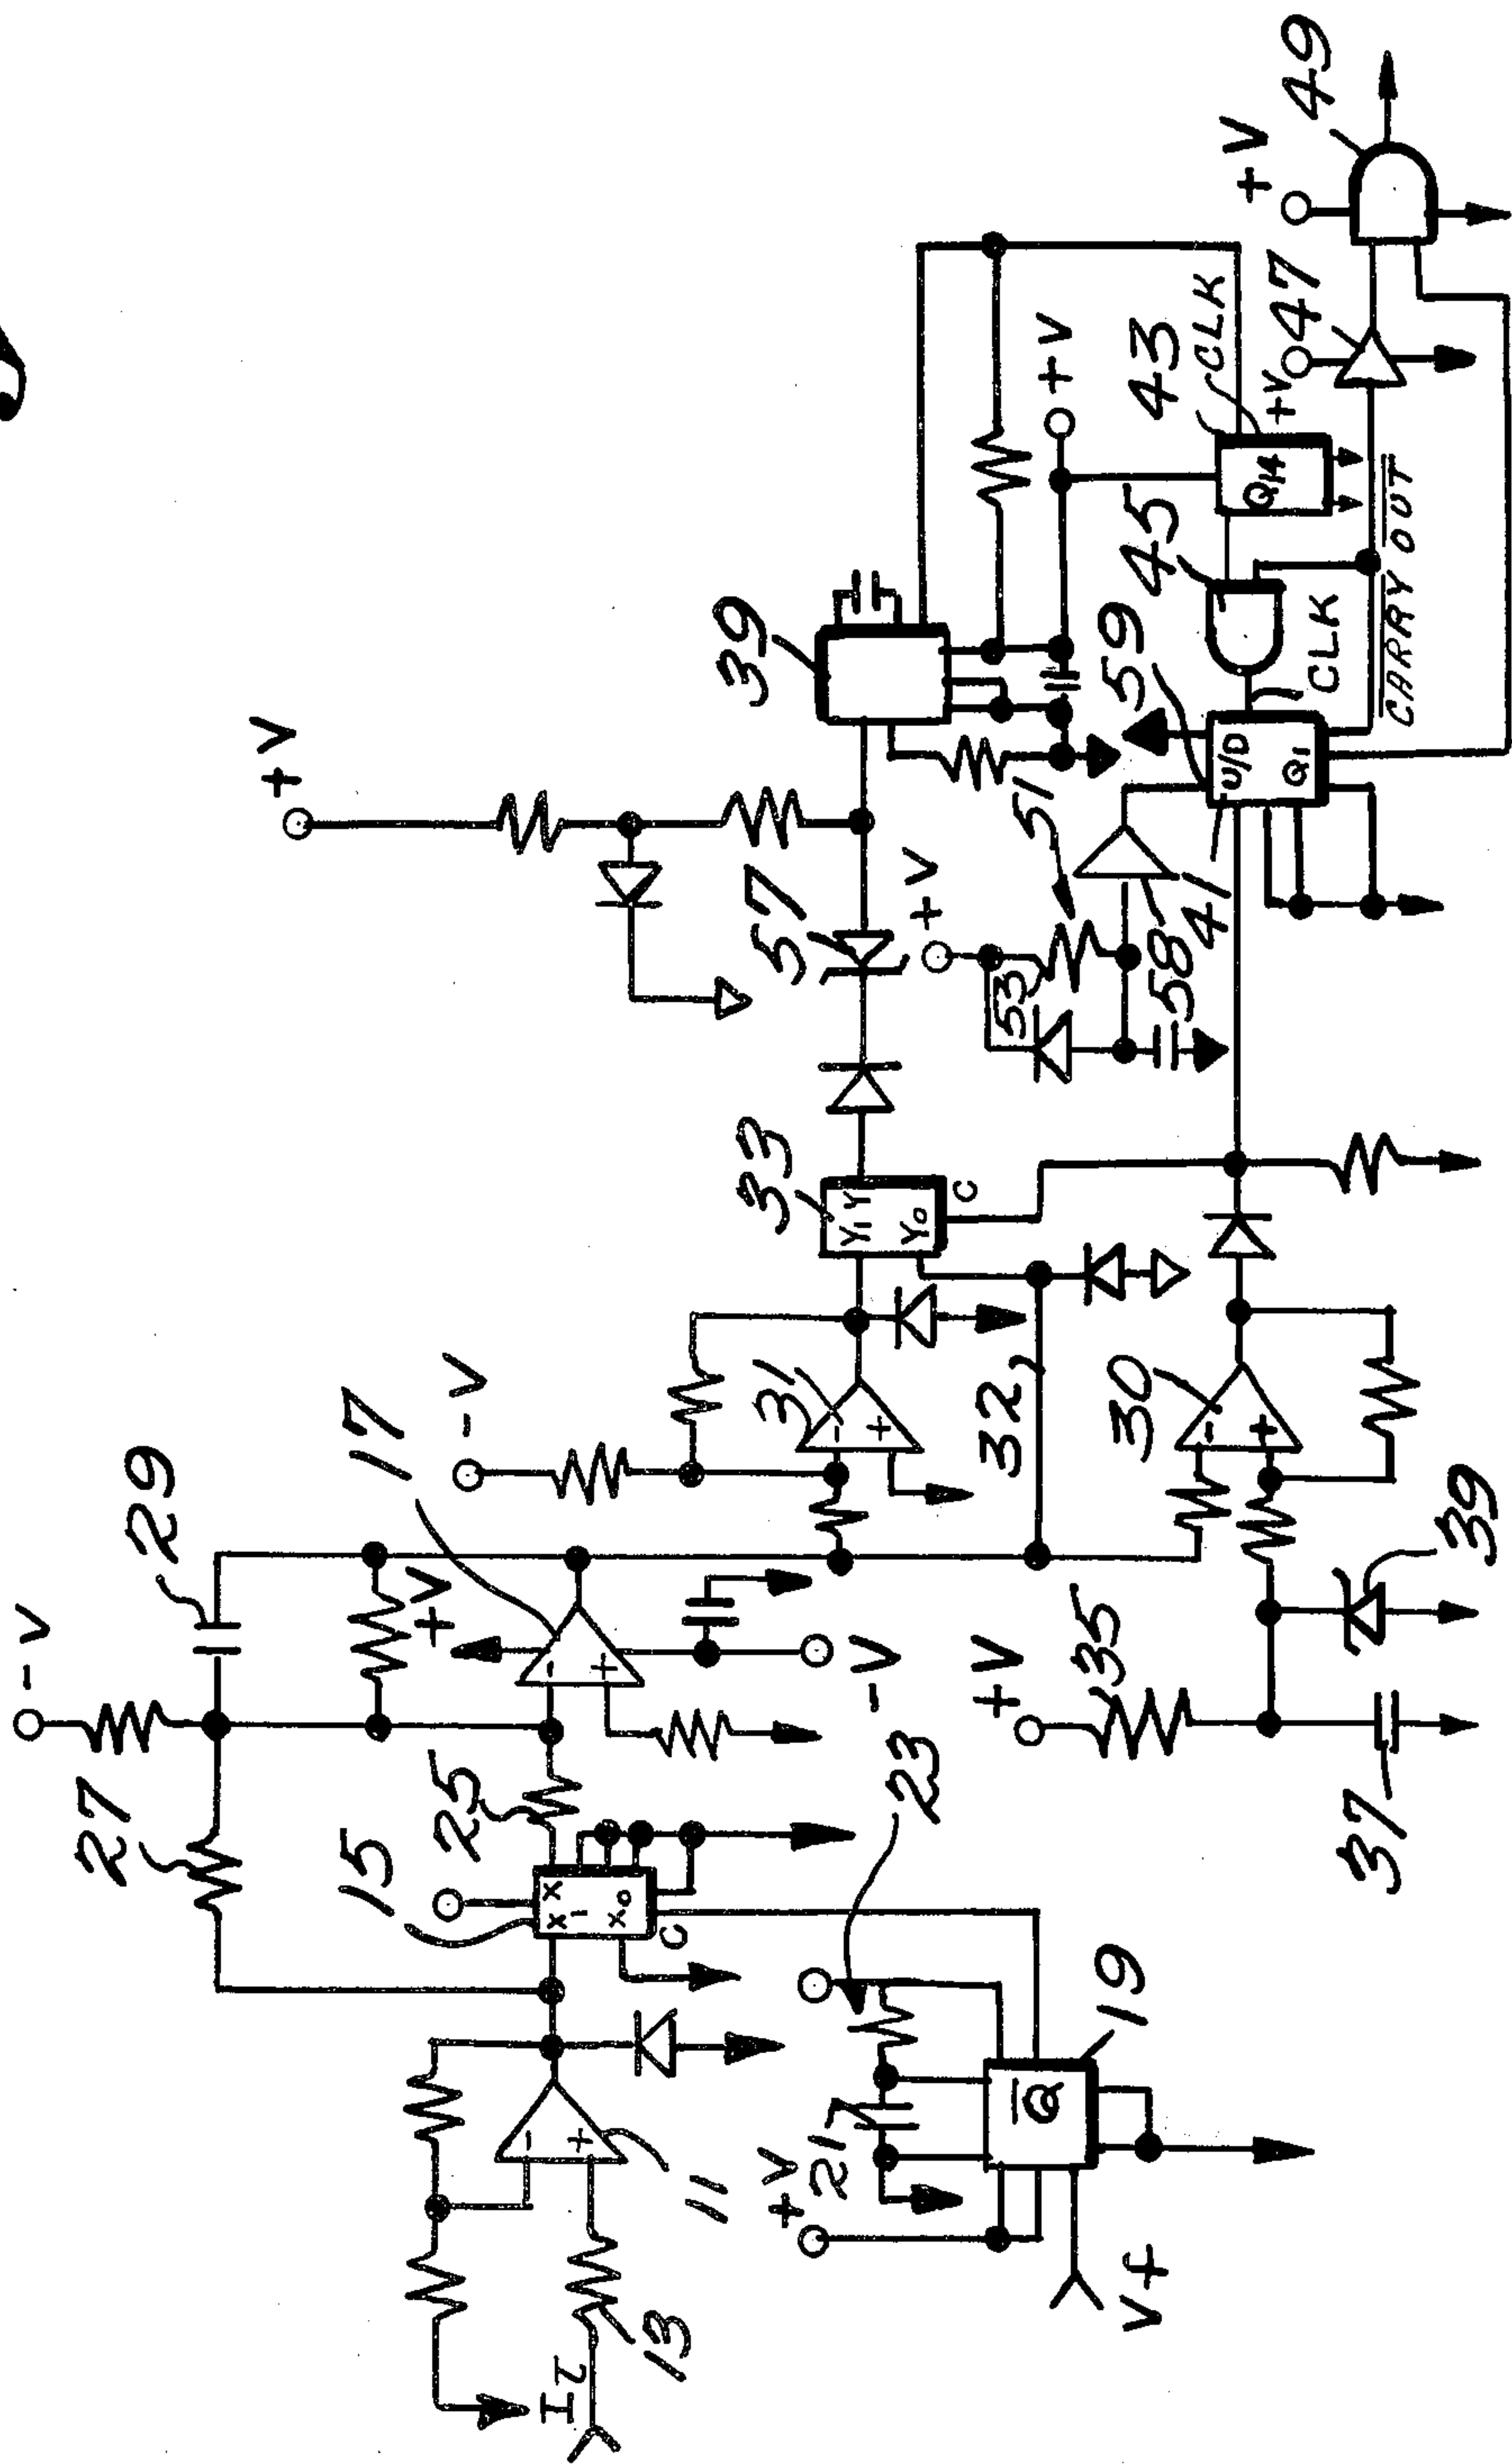 -V
29
27
17
-V
+V
+V
25
15
X
X1
X0
C
31
33
Y1
Y
Y0
C
57
39
32
-V
-
+
-
+
-
+
11
13
I2
23
217
+V
19
Q
Vf
+V
35
37
39
30
-
+
+V
53
51
58
41
59
U/D
Q1
CLK
45
43
CLK
Q14
+V
+V
47
CARRY OUT
+V
49